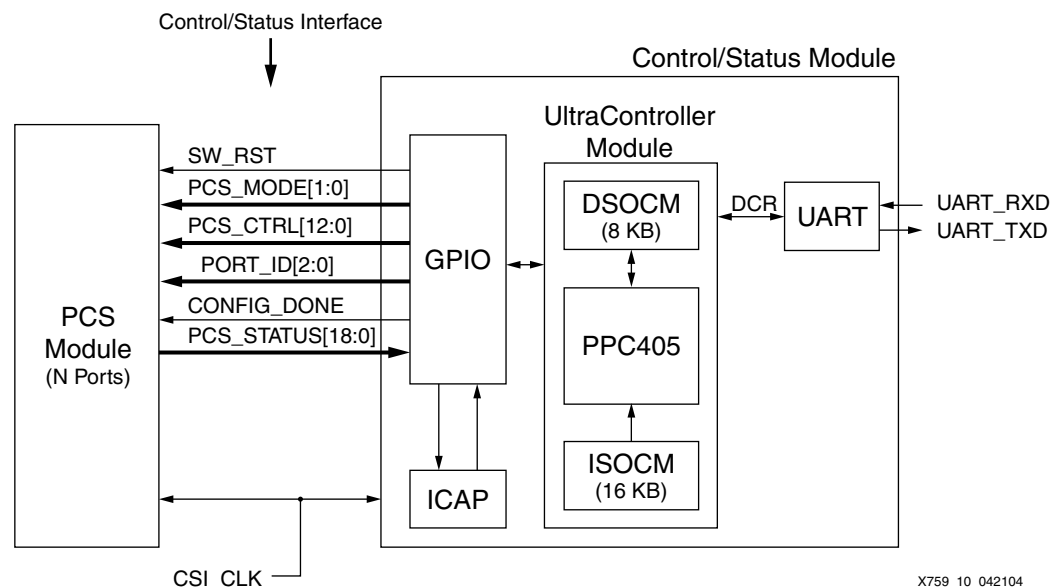 Control/Status Interface
Control/Status Module
UltraController
Module
SW_RST
PCS_MODE[1:0]
PCS_CTRL[12:0]
PORT_ID[2:0]
CONFIG_DONE
PCS_STATUS[18:0]
PCS
Module
(N Ports)
GPIO
ICAP
DSOCM
(8 KB)
PPC405
ISOCM
(16 KB)
DCR
UART
UART_RXD
UART_TXD
CSI_CLK
X759_10_042104